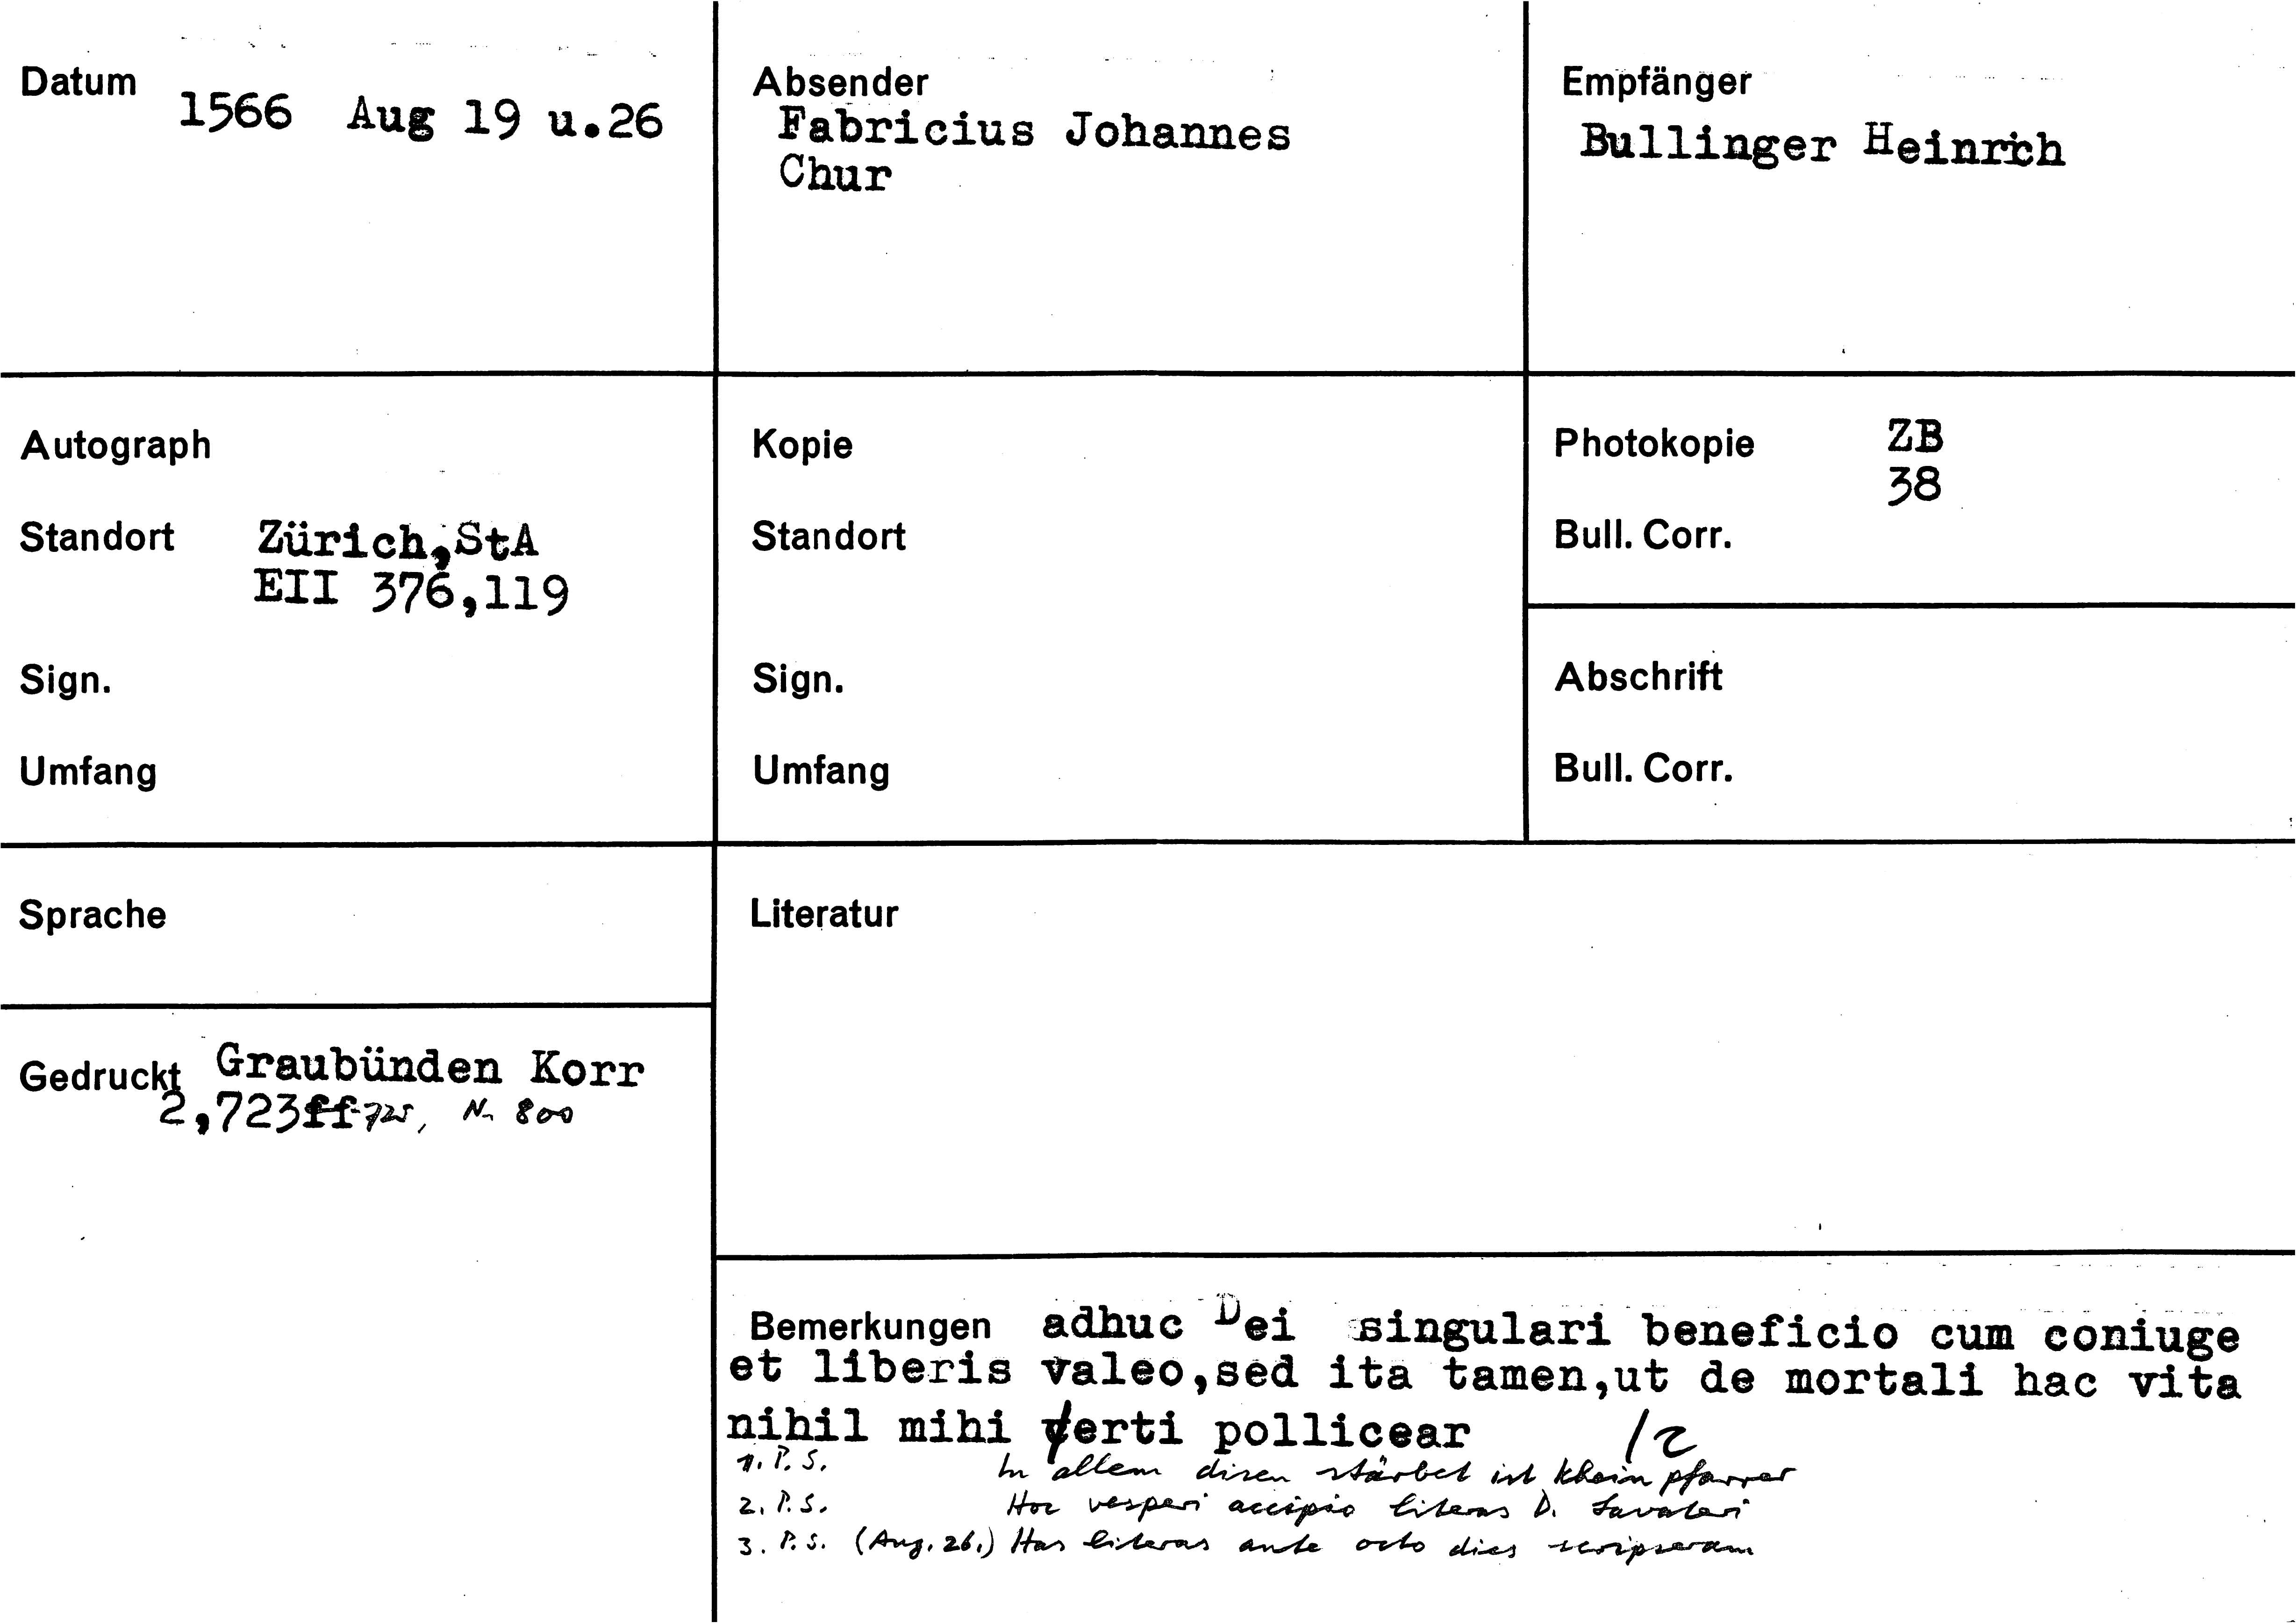 Datum 1566 Aug 19 u.26
Absender
Fabricius Johannes
Chur
Empfänger
Bullinger Heinrich
Autograph
Standort Zürich,StA
EII 376,119
Sign.
Umfang
Kopie
Standort
Sign.
Umfang
Photokopie ZB
38
Bull. Corr.
Abschrift
Bull. Corr.
Sprache
Literatur
Gedruckt Graubünden Korr
2,723ff-725, Nr. 800
Bemerkungen adhuc Dei singulari beneficio cum coniuge
et liberis valeo,sed ita tamen,ut de mortali hac vita
nihil mihi certi pollicear
1. P.S. In allem disen stärbet ist khein pfarrer
2. P.S. Hoc vesperi accipio literas D. Lavateri
3. P.S. (Aug. 26.) Has literas ante octo dies scripseram